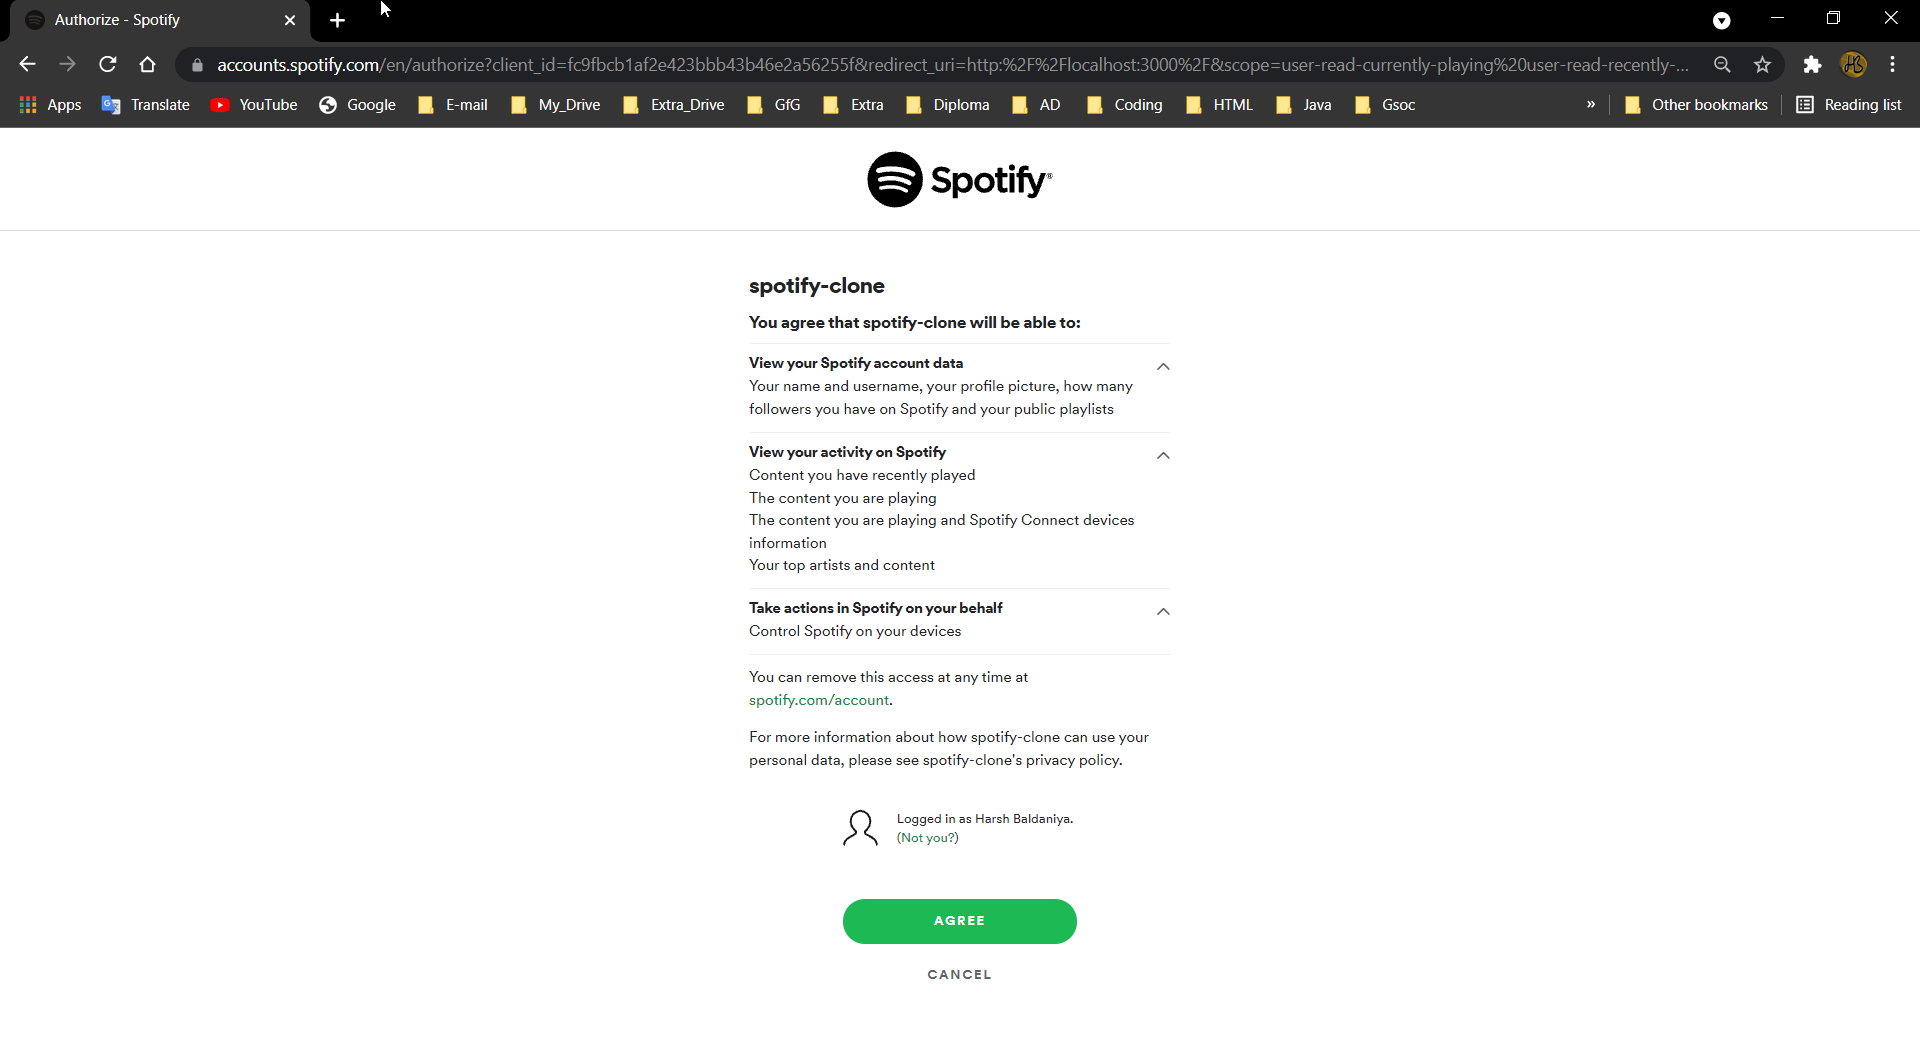 Authorize - Spotify
accounts.spotify.com/en/authorize?client_id=fc9fbcb1af2e423bbb43b46e2a56255f&redirect_uri=http:%2F%2Flocalhost:3000%2F&scope=user-read-currently-playing%20user-read-recently-...
Apps Translate YouTube Google E-mail My_Drive Extra_Drive GfG Extra Diploma AD Coding HTML Java Gsoc » Other bookmarks Reading list
Spotify®
spotify-clone
You agree that spotify-clone will be able to:
View your Spotify account data
Your name and username, your profile picture, how many
followers you have on Spotify and your public playlists
View your activity on Spotify
Content you have recently played
The content you are playing
The content you are playing and Spotify Connect devices
information
Your top artists and content
Take actions in Spotify on your behalf
Control Spotify on your devices
You can remove this access at any time at
spotify.com/account.
For more information about how spotify-clone can use your
personal data, please see spotify-clone's privacy policy.
Logged in as Harsh Baldaniya.
(Not you?)
AGREE
CANCEL